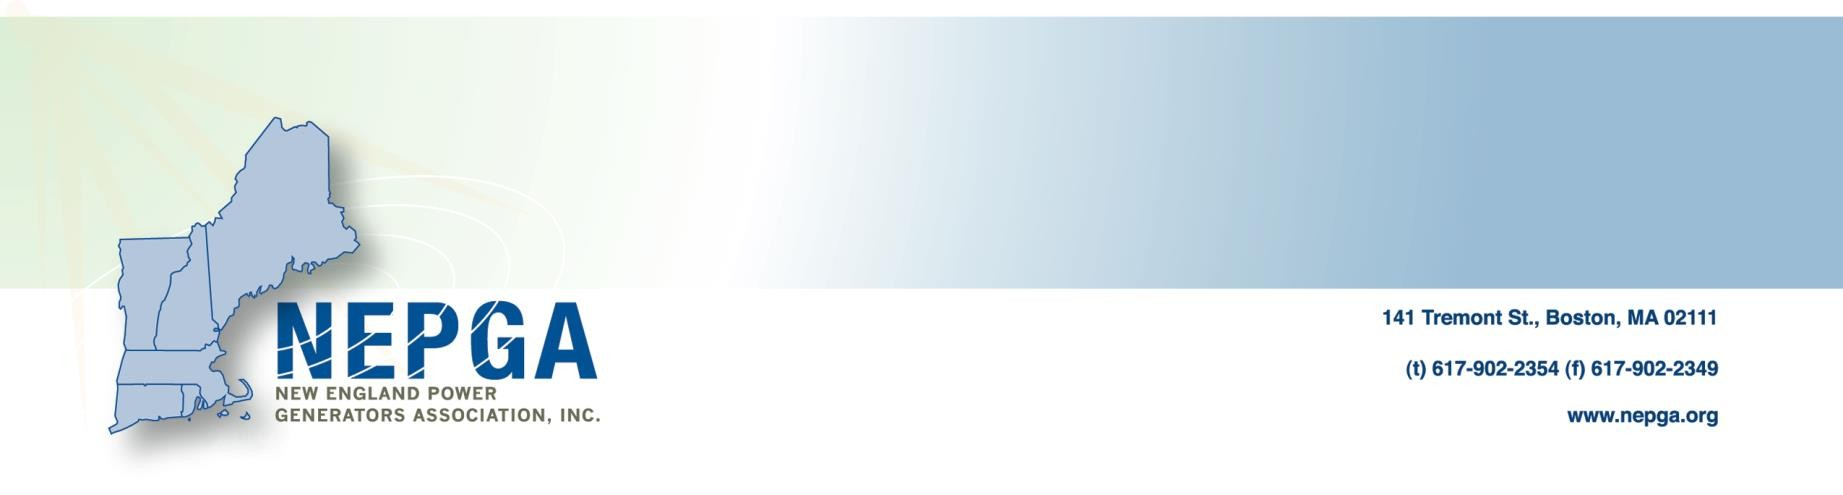 NEPGA
NEW ENGLAND POWER
GENERATORS ASSOCIATION, INC.
141 Tremont St., Boston, MA 02111
(t) 617-902-2354 (f) 617-902-2349
www.nepga.org